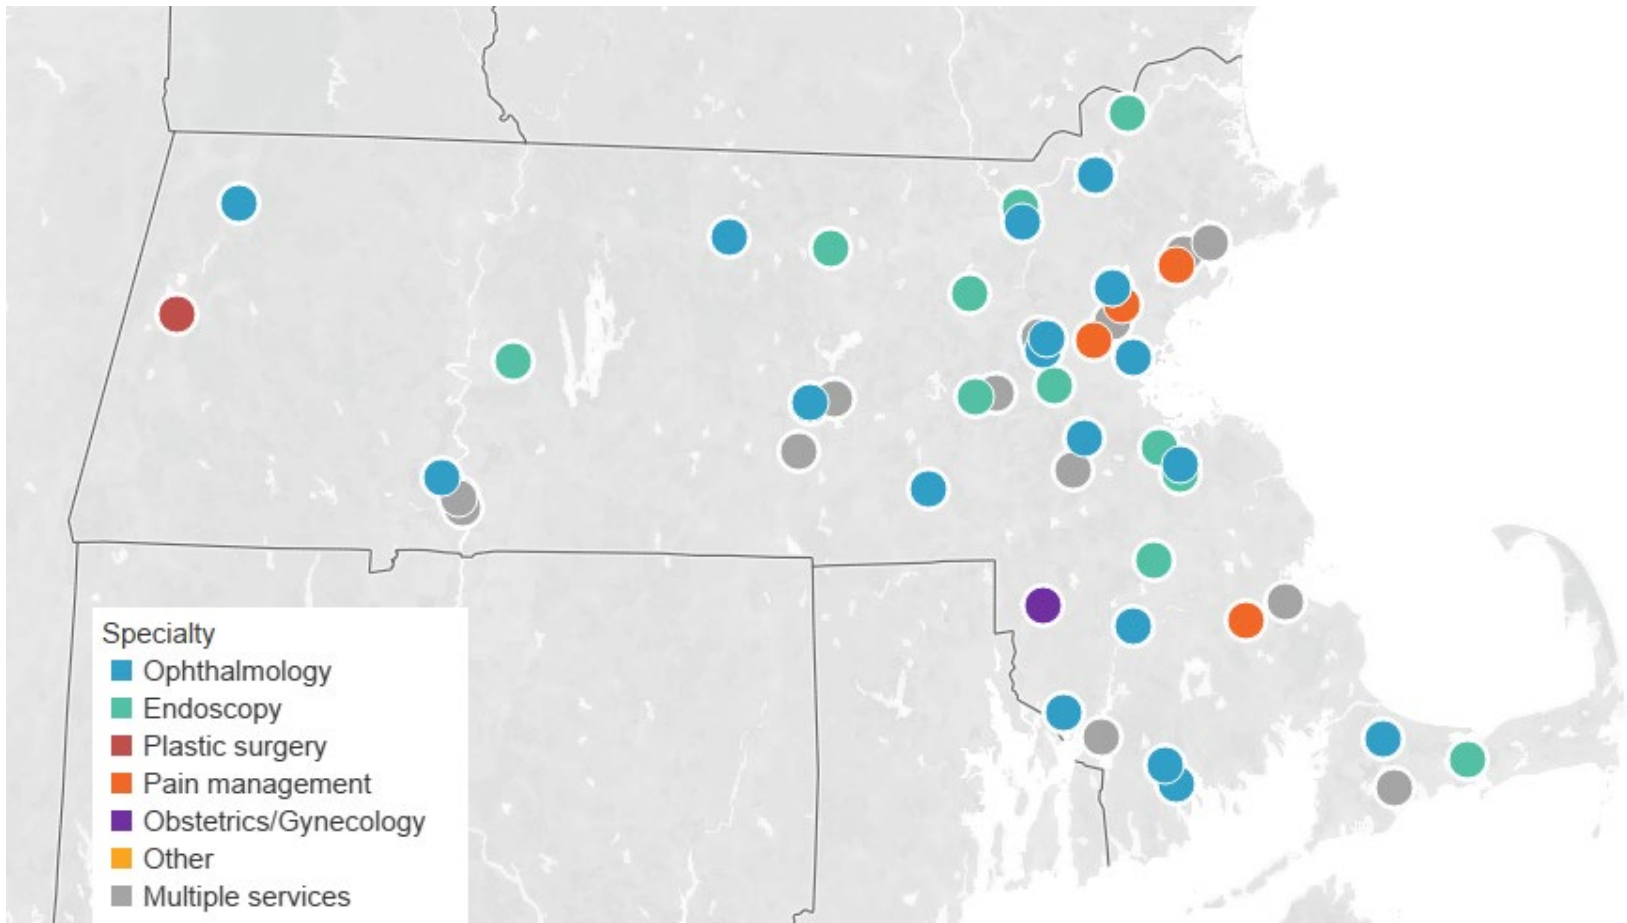 Specialty
Ophthalmology
Endoscopy
Plastic surgery
Pain management
Obstetrics/Gynecology
Other
Multiple services